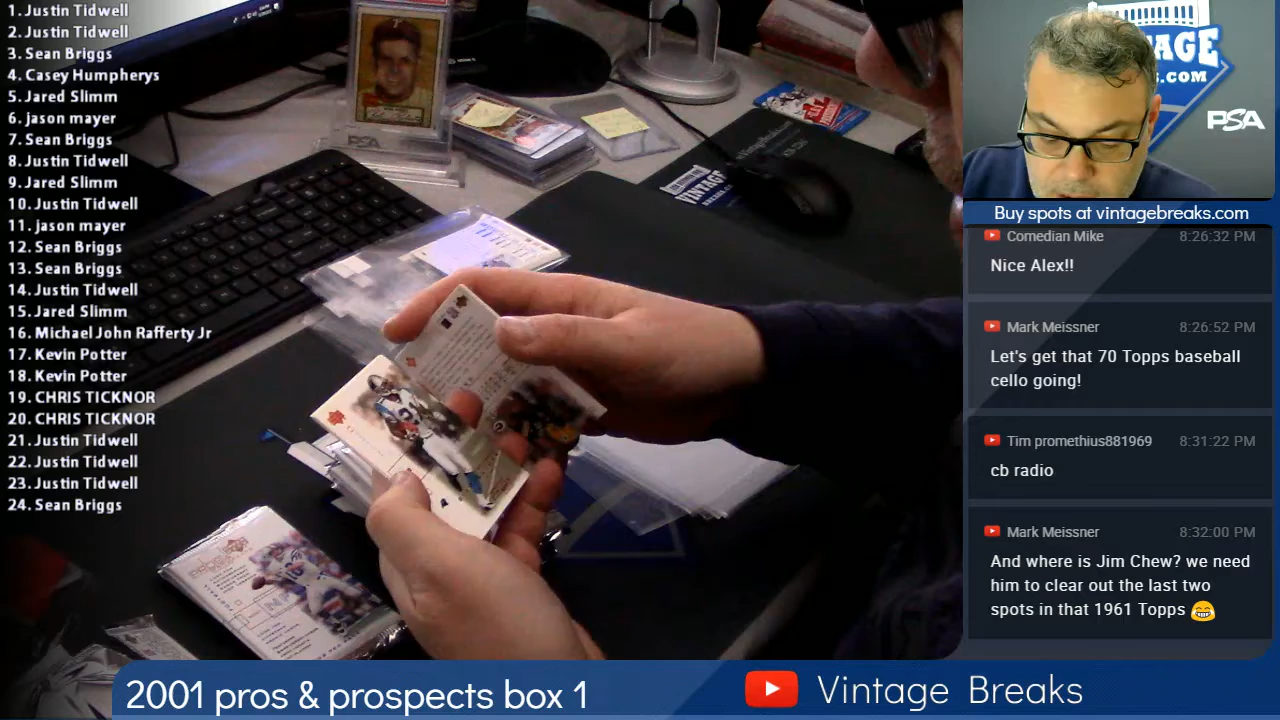 1. Justin Tidwell
2. Justin Tidwell
3. Sean Briggs
4. Casey Humpherys
5. Jared Slimm
6. jason mayer
7. Sean Briggs
8. Justin Tidwell
9. Jared Slimm
10. Justin Tidwell
11. jason mayer
12. Sean Briggs
13. Sean Briggs
14. Justin Tidwell
15. Jared Slimm
16. Michael John Rafferty Jr
17. Kevin Potter
18. Kevin Potter
19. CHRIS TICKNOR
20. CHRIS TICKNOR
21. Justin Tidwell
22. Justin Tidwell
23. Justin Tidwell
24. Sean Briggs
PSA
VINTAGE
.COM
PSA
Buy spots at vintagebreaks.com
Comedian Mike 8:26:32 PM
Nice Alex!!
Mark Meissner 8:26:52 PM
Let's get that 70 Topps baseball
cello going!
Tim promethius881969 8:31:22 PM
cb radio
Mark Meissner 8:32:00 PM
And where is Jim Chew? we need
him to clear out the last two
spots in that 1961 Topps 😂
2001 pros & prospects box 1
Vintage Breaks